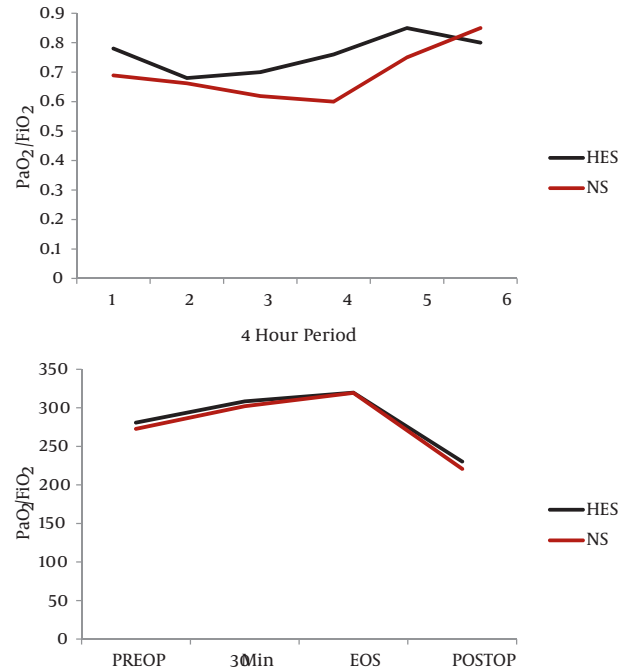 0.9
0.8
0.7
0.6
0.5
0.4
0.3
0.2
0.1
0
PaO2/FiO2
1 2 3 4 5 6
4 Hour Period
HES
NS
350
300
250
200
150
100
50
0
PaO2/FiO2
PREOP 30Min EOS POSTOP
HES
NS